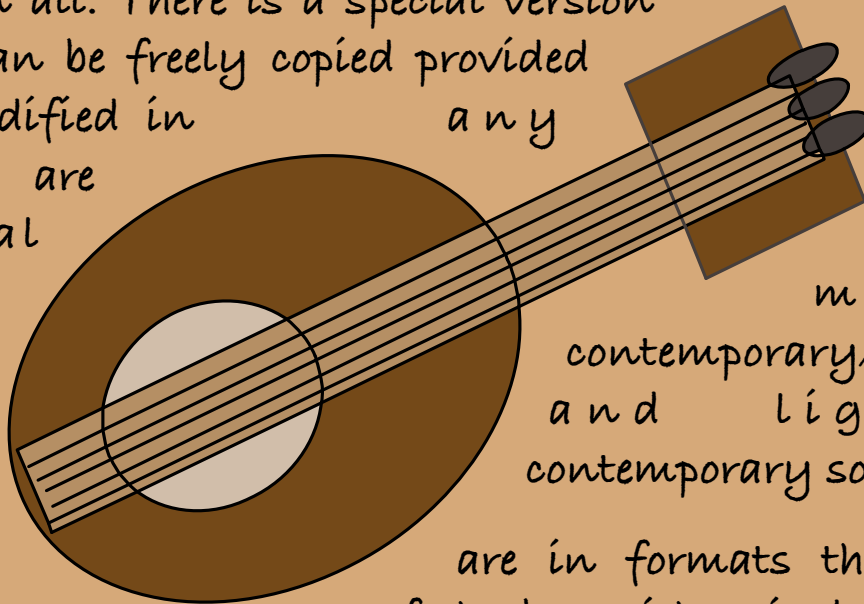 all. There is a special version
an be freely copied provided
dified in any
are
al
m
contemporary
and lig
contemporary so
are in formats th